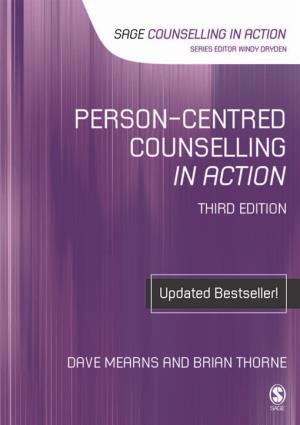 SAGE COUNSELLING IN ACTION
SERIES EDITOR WINDY DRYDEN
PERSON-CENTRED
COUNSELLING
IN ACTION
THIRD EDITION
Updated Bestseller!
DAVE MEARNS AND BRIAN THORNE
SAGE